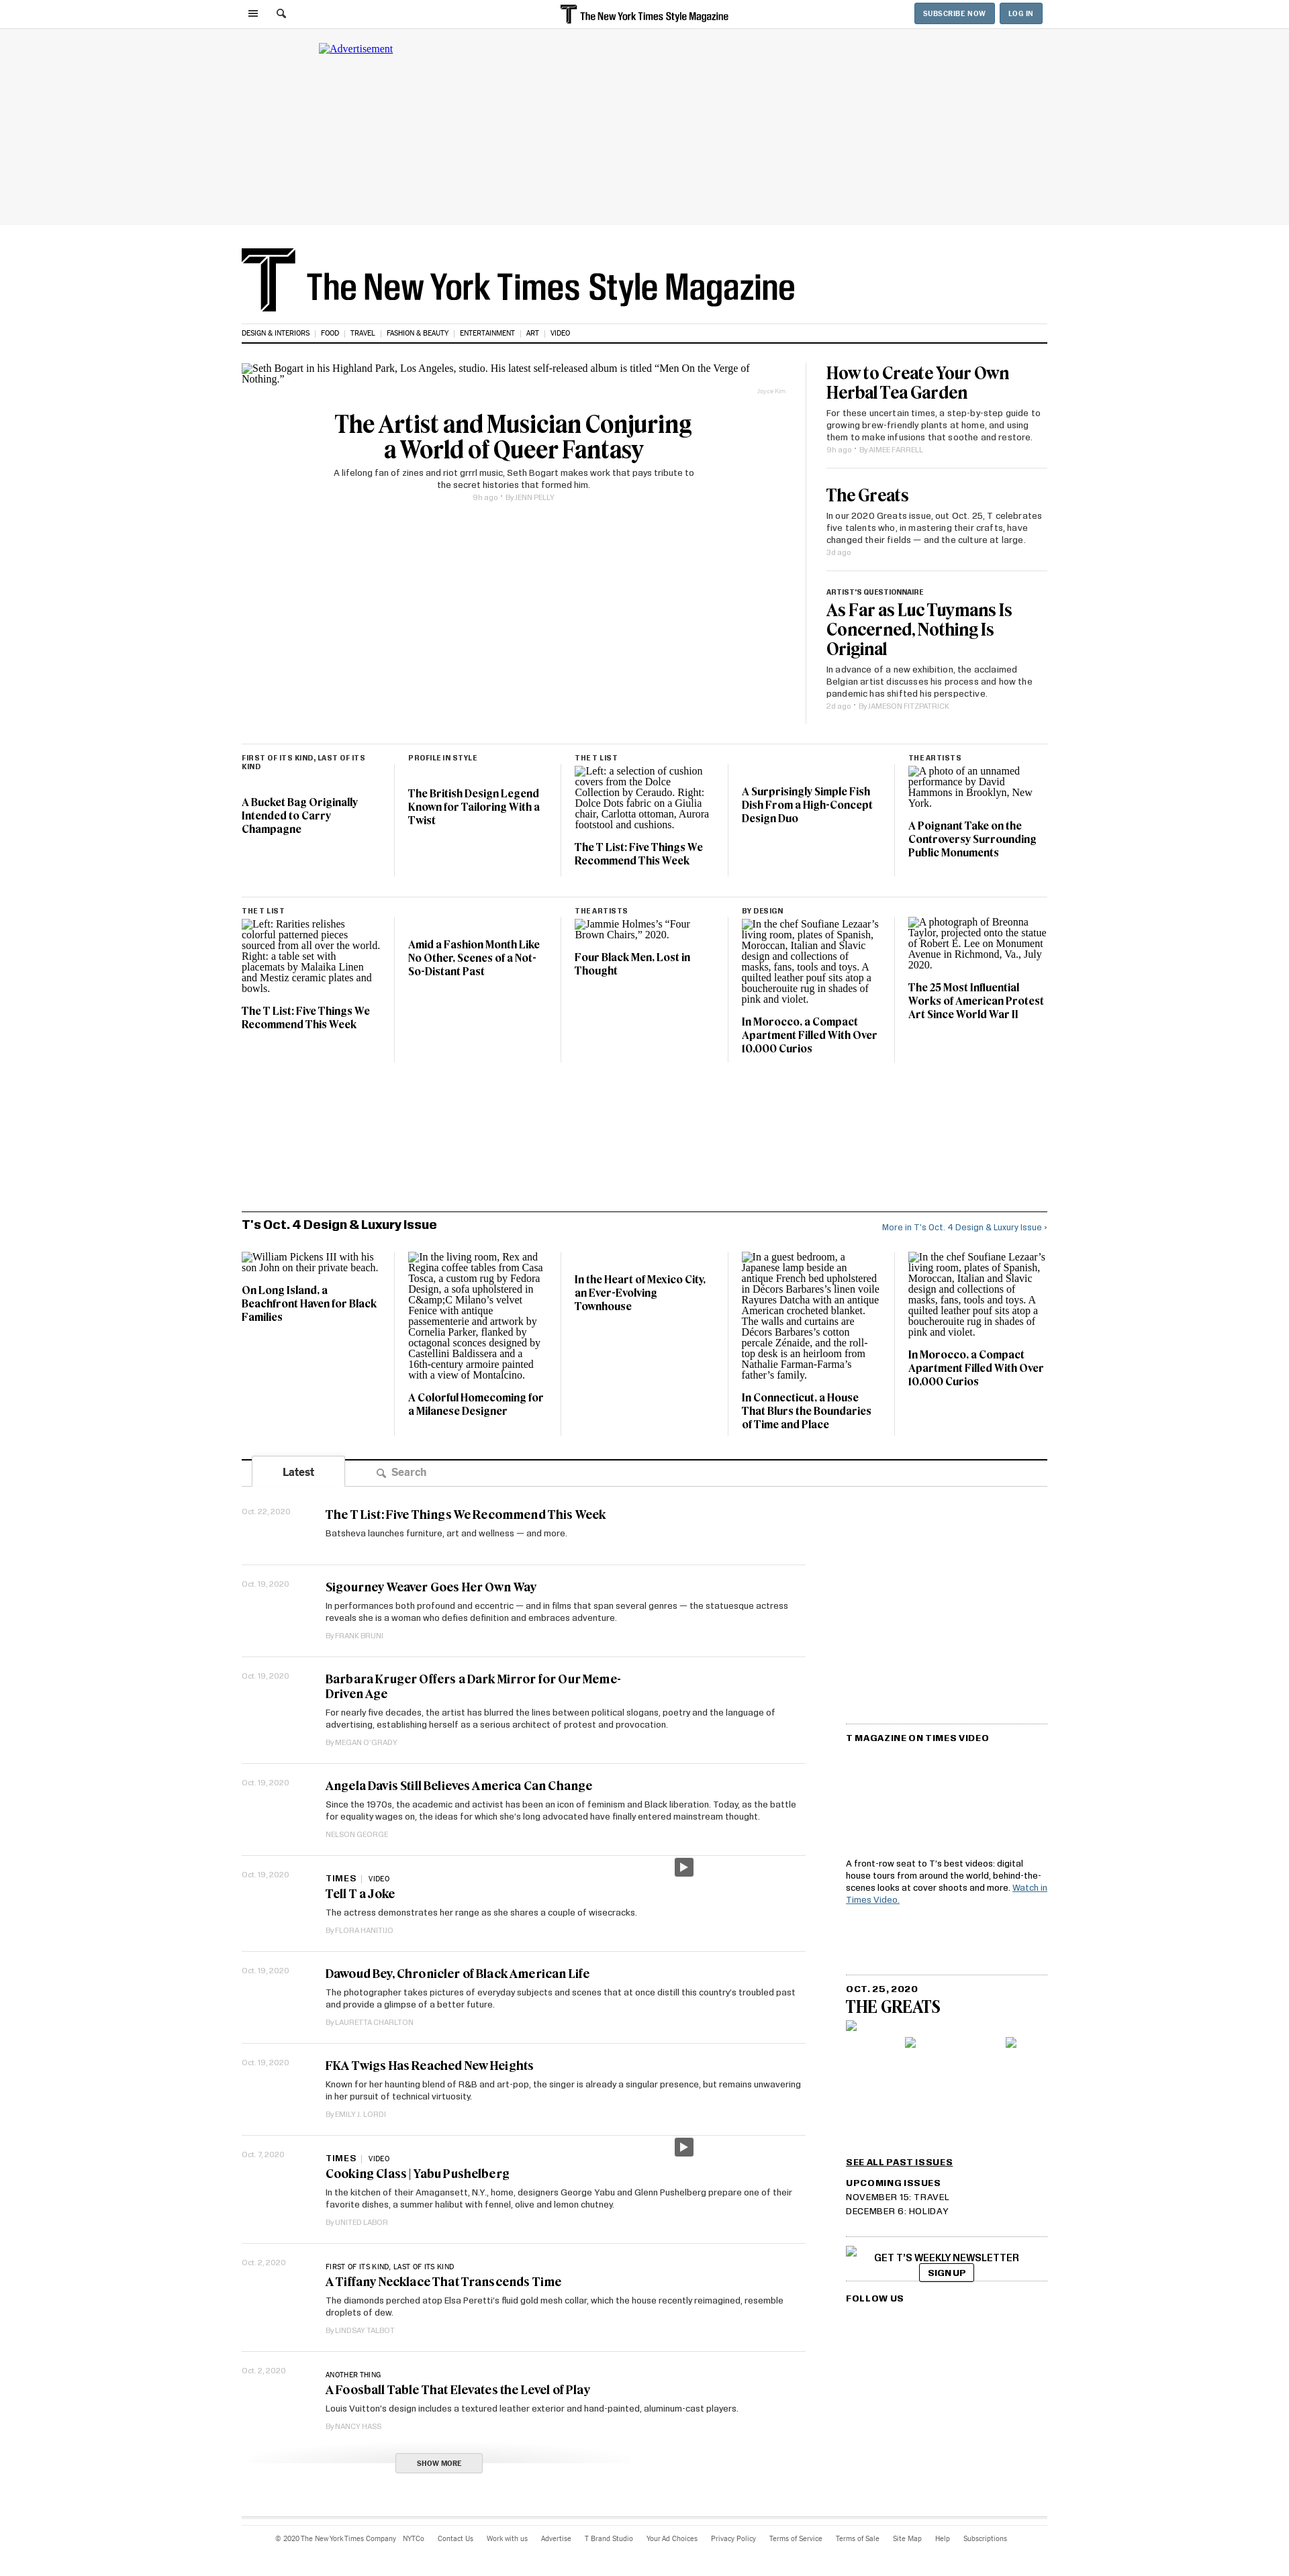 The New York Times Style Magazine
SUBSCRIBE NOW
LOG IN
Advertisement
T The New York Times Style Magazine
DESIGN & INTERIORS
FOOD
TRAVEL
FASHION & BEAUTY
ENTERTAINMENT
ART
VIDEO
Seth Bogart in his Highland Park, Los Angeles, studio. His latest self-released album is titled “Men On the Verge of
Nothing.”
Joyce Kim
The Artist and Musician Conjuring
a World of Queer Fantasy
A lifelong fan of zines and riot grrrl music, Seth Bogart makes work that pays tribute to
the secret histories that formed him.
9h ago • By JENN PELLY
How to Create Your Own
Herbal Tea Garden
For these uncertain times, a step-by-step guide to
growing brew-friendly plants at home, and using
them to make infusions that soothe and restore.
9h ago • By AIMEE FARRELL
The Greats
In our 2020 Greats issue, out Oct. 25, T celebrates
five talents who, in mastering their crafts, have
changed their fields — and the culture at large.
3d ago
ARTIST'S QUESTIONNAIRE
As Far as Luc Tuymans Is
Concerned, Nothing Is
Original
In advance of a new exhibition, the acclaimed
Belgian artist discusses his process and how the
pandemic has shifted his perspective.
2d ago • By JAMESON FITZPATRICK
FIRST OF ITS KIND, LAST OF ITS
KIND
A Bucket Bag Originally
Intended to Carry
Champagne
PROFILE IN STYLE
The British Design Legend
Known for Tailoring With a
Twist
THE T LIST
Left: a selection of cushion
covers from the Dolce
Collection by Ceraudo. Right:
Dolce Dots fabric on a Giulia
chair, Carlotta ottoman, Aurora
footstool and cushions.
The T List: Five Things We
Recommend This Week
A Surprisingly Simple Fish
Dish From a High-Concept
Design Duo
THE ARTISTS
A photo of an unnamed
performance by David
Hammons in Brooklyn, New
York.
A Poignant Take on the
Controversy Surrounding
Public Monuments
THE T LIST
Left: Rarities relishes
colorful patterned pieces
sourced from all over the world.
Right: a table set with
placemats by Malaika Linen
and Mestiz ceramic plates and
bowls.
The T List: Five Things We
Recommend This Week
Amid a Fashion Month Like
No Other, Scenes of a Not-
So-Distant Past
THE ARTISTS
Jammie Holmes’s “Four
Brown Chairs,” 2020.
Four Black Men, Lost in
Thought
BY DESIGN
In the chef Soufiane Lezaar’s
living room, plates of Spanish,
Moroccan, Italian and Slavic
design and collections of
masks, fans, tools and toys. A
quilted leather pouf sits atop a
boucherouite rug in shades of
pink and violet.
In Morocco, a Compact
Apartment Filled With Over
10,000 Curios
A photograph of Breonna
Taylor, projected onto the statue
of Robert E. Lee on Monument
Avenue in Richmond, Va., July
2020.
The 25 Most Influential
Works of American Protest
Art Since World War II
T's Oct. 4 Design & Luxury Issue
More in T's Oct. 4 Design & Luxury Issue ›
William Pickens III with his
son John on their private beach.
On Long Island, a
Beachfront Haven for Black
Families
In the living room, Rex and
Regina coffee tables from Casa
Tosca, a custom rug by Fedora
Design, a sofa upholstered in
C&amp;C Milano’s velvet
Fenice with antique
passementerie and artwork by
Cornelia Parker, flanked by
octagonal sconces designed by
Castellini Baldissera and a
16th-century armoire painted
with a view of Montalcino.
A Colorful Homecoming for
a Milanese Designer
In the Heart of Mexico City,
an Ever-Evolving
Townhouse
In a guest bedroom, a
Japanese lamp beside an
antique French bed upholstered
in Décors Barbares’s linen voile
Rayures Datcha with an antique
American crocheted blanket.
The walls and curtains are
Décors Barbares’s cotton
percale Zénaide, and the roll-
top desk is an heirloom from
Nathalie Farman-Farma’s
father’s family.
In Connecticut, a House
That Blurs the Boundaries
of Time and Place
In the chef Soufiane Lezaar’s
living room, plates of Spanish,
Moroccan, Italian and Slavic
design and collections of
masks, fans, tools and toys. A
quilted leather pouf sits atop a
boucherouite rug in shades of
pink and violet.
In Morocco, a Compact
Apartment Filled With Over
10,000 Curios
Latest
Search
Oct. 22, 2020
The T List: Five Things We Recommend This Week
Batsheva launches furniture, art and wellness — and more.
Oct. 19, 2020
Sigourney Weaver Goes Her Own Way
In performances both profound and eccentric — and in films that span several genres — the statuesque actress
reveals she is a woman who defies definition and embraces adventure.
By FRANK BRUNI
Oct. 19, 2020
Barbara Kruger Offers a Dark Mirror for Our Meme-
Driven Age
For nearly five decades, the artist has blurred the lines between political slogans, poetry and the language of
advertising, establishing herself as a serious architect of protest and provocation.
By MEGAN O'GRADY
Oct. 19, 2020
Angela Davis Still Believes America Can Change
Since the 1970s, the academic and activist has been an icon of feminism and Black liberation. Today, as the battle
for equality wages on, the ideas for which she's long advocated have finally entered mainstream thought.
NELSON GEORGE
Oct. 19, 2020
TIMES | VIDEO
Tell T a Joke
The actress demonstrates her range as she shares a couple of wisecracks.
By FLORA HANITIJO
Oct. 19, 2020
Dawoud Bey, Chronicler of Black American Life
The photographer takes pictures of everyday subjects and scenes that at once distill this country's troubled past
and provide a glimpse of a better future.
By LAURETTA CHARLTON
Oct. 19, 2020
FKA Twigs Has Reached New Heights
Known for her haunting blend of R&B and art-pop, the singer is already a singular presence, but remains unwavering
in her pursuit of technical virtuosity.
By EMILY J. LORDI
Oct. 7, 2020
TIMES | VIDEO
Cooking Class | Yabu Pushelberg
In the kitchen of their Amagansett, N.Y., home, designers George Yabu and Glenn Pushelberg prepare one of their
favorite dishes, a summer halibut with fennel, olive and lemon chutney.
By UNITED LABOR
Oct. 2, 2020
FIRST OF ITS KIND, LAST OF ITS KIND
A Tiffany Necklace That Transcends Time
The diamonds perched atop Elsa Peretti's fluid gold mesh collar, which the house recently reimagined, resemble
droplets of dew.
By LINDSAY TALBOT
Oct. 2, 2020
ANOTHER THING
A Foosball Table That Elevates the Level of Play
Louis Vuitton's design includes a textured leather exterior and hand-painted, aluminum-cast players.
By NANCY HASS
SHOW MORE
T MAGAZINE ON TIMES VIDEO
A front-row seat to T's best videos: digital
house tours from around the world, behind-the-
scenes looks at cover shoots and more. Watch in
Times Video.
OCT. 25, 2020
THE GREATS
SEE ALL PAST ISSUES
UPCOMING ISSUES
NOVEMBER 15: TRAVEL
DECEMBER 6: HOLIDAY
GET T'S WEEKLY NEWSLETTER
SIGN UP
FOLLOW US
© 2020 The New York Times Company
NYTCo
Contact Us
Work with us
Advertise
T Brand Studio
Your Ad Choices
Privacy Policy
Terms of Service
Terms of Sale
Site Map
Help
Subscriptions